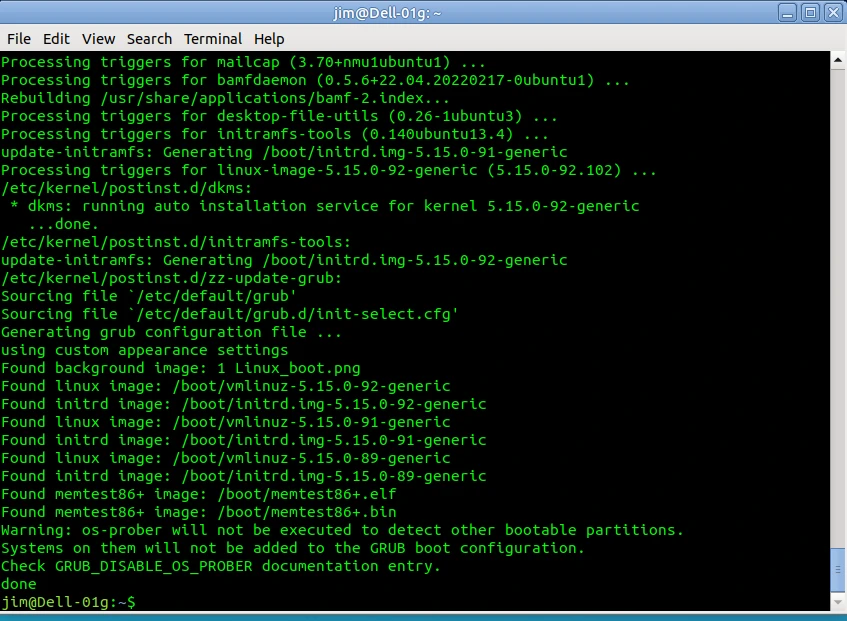 jim@Dell-01g: ~
File Edit View Search Terminal Help
Processing triggers for mailcap (3.70+nmu1ubuntu1) ...
Processing triggers for bamfdaemon (0.5.6+22.04.20220217-0ubuntu1) ...
Rebuilding /usr/share/applications/bamf-2.index...
Processing triggers for desktop-file-utils (0.26-1ubuntu3) ...
Processing triggers for initramfs-tools (0.140ubuntu13.4) ...
update-initramfs: Generating /boot/initrd.img-5.15.0-91-generic
Processing triggers for linux-image-5.15.0-92-generic (5.15.0-92.102) ...
/etc/kernel/postinst.d/dkms:
 * dkms: running auto installation service for kernel 5.15.0-92-generic
   ...done.
/etc/kernel/postinst.d/initramfs-tools:
update-initramfs: Generating /boot/initrd.img-5.15.0-92-generic
/etc/kernel/postinst.d/zz-update-grub:
Sourcing file `/etc/default/grub'
Sourcing file `/etc/default/grub.d/init-select.cfg'
Generating grub configuration file ...
using custom appearance settings
Found background image: 1 Linux_boot.png
Found linux image: /boot/vmlinuz-5.15.0-92-generic
Found initrd image: /boot/initrd.img-5.15.0-92-generic
Found linux image: /boot/vmlinuz-5.15.0-91-generic
Found initrd image: /boot/initrd.img-5.15.0-91-generic
Found linux image: /boot/vmlinuz-5.15.0-89-generic
Found initrd image: /boot/initrd.img-5.15.0-89-generic
Found memtest86+ image: /boot/memtest86+.elf
Found memtest86+ image: /boot/memtest86+.bin
Warning: os-prober will not be executed to detect other bootable partitions.
Systems on them will not be added to the GRUB boot configuration.
Check GRUB_DISABLE_OS_PROBER documentation entry.
done
jim@Dell-01g:~$